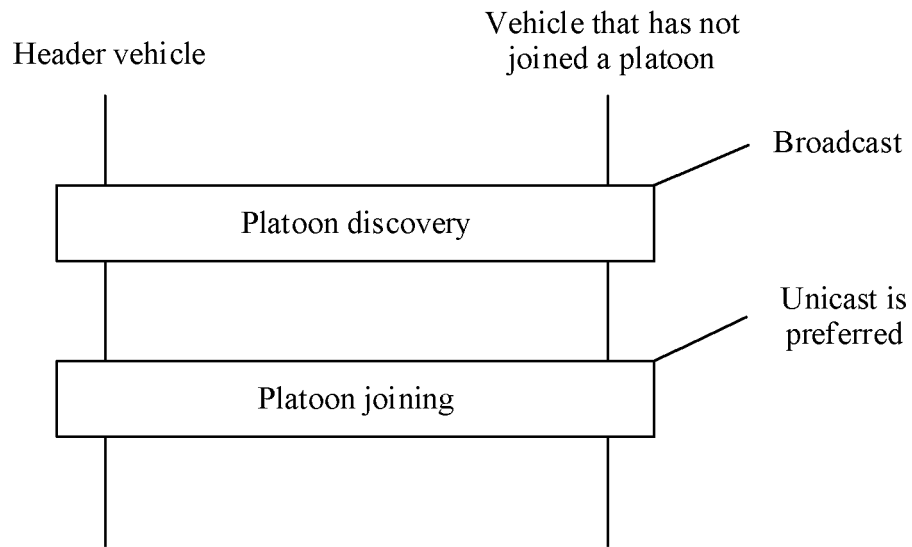 Header vehicle
Vehicle that has not
joined a platoon
Broadcast
Platoon discovery
Unicast is
preferred
Platoon joining